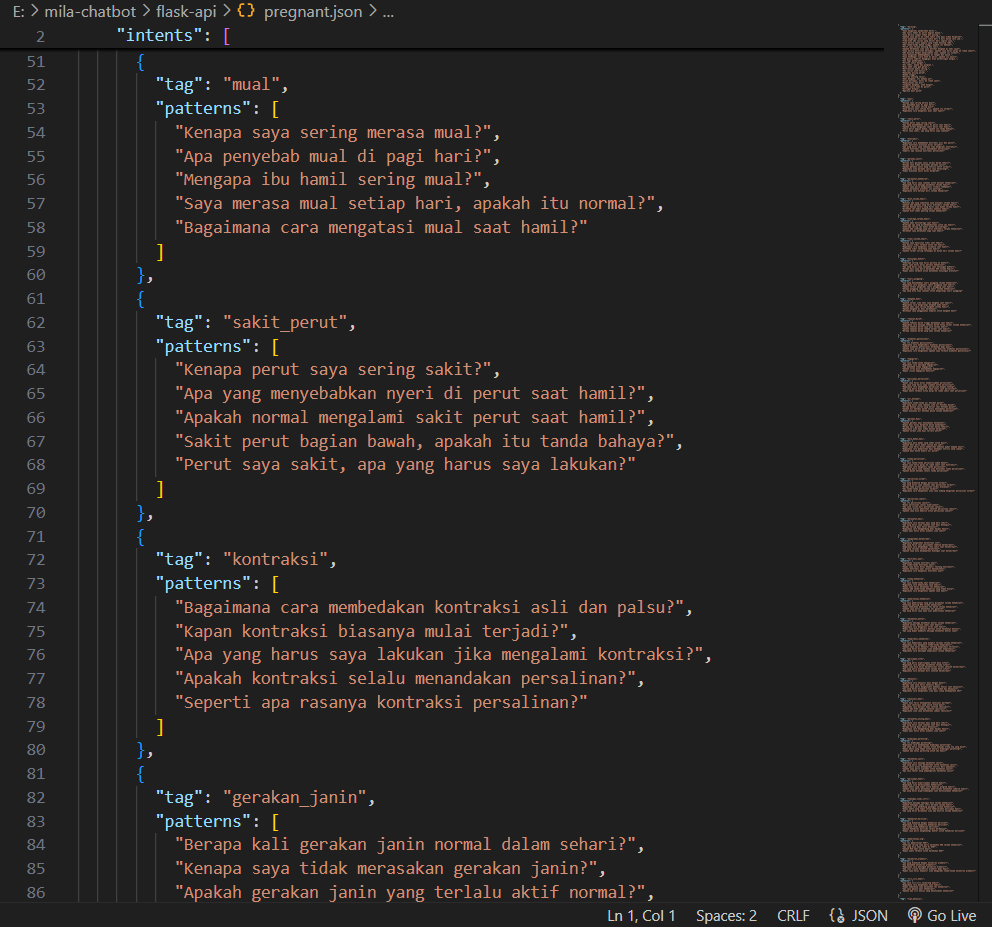 E: > mila-chatbot > flask-api > {} pregnant.json > ...
2 "intents": [
51 {
52 "tag": "mual",
53 "patterns": [
54 "Kenapa saya sering merasa mual?",
55 "Apa penyebab mual di pagi hari?",
56 "Mengapa ibu hamil sering mual?",
57 "Saya merasa mual setiap hari, apakah itu normal?",
58 "Bagaimana cara mengatasi mual saat hamil?"
59 ]
60 },
61 {
62 "tag": "sakit_perut",
63 "patterns": [
64 "Kenapa perut saya sering sakit?",
65 "Apa yang menyebabkan nyeri di perut saat hamil?",
66 "Apakah normal mengalami sakit perut saat hamil?",
67 "Sakit perut bagian bawah, apakah itu tanda bahaya?",
68 "Perut saya sakit, apa yang harus saya lakukan?"
69 ]
70 },
71 {
72 "tag": "kontraksi",
73 "patterns": [
74 "Bagaimana cara membedakan kontraksi asli dan palsu?",
75 "Kapan kontraksi biasanya mulai terjadi?",
76 "Apa yang harus saya lakukan jika mengalami kontraksi?",
77 "Apakah kontraksi selalu menandakan persalinan?",
78 "Seperti apa rasanya kontraksi persalinan?"
79 ]
80 },
81 {
82 "tag": "gerakan_janin",
83 "patterns": [
84 "Berapa kali gerakan janin normal dalam sehari?",
85 "Kenapa saya tidak merasakan gerakan janin?",
86 "Apakah gerakan janin yang terlalu aktif normal?",
Ln 1, Col 1 Spaces: 2 CRLF {} JSON Go Live